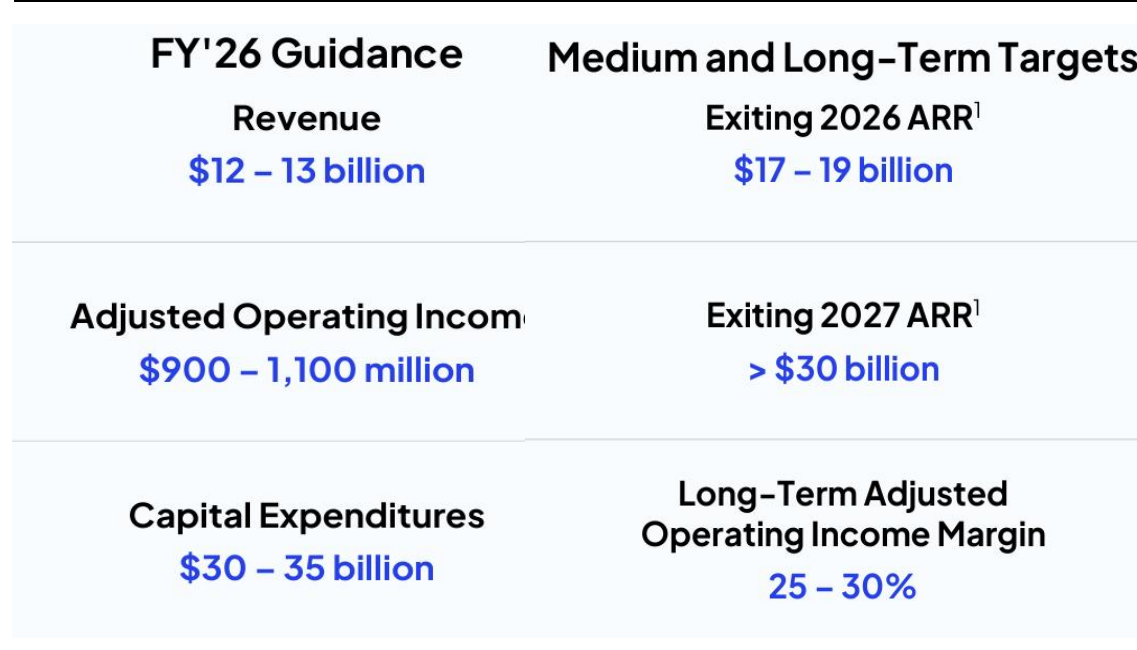 FY'26 Guidance
Revenue
$12 – 13 billion
Adjusted Operating Incom
$900 – 1,100 million
Capital Expenditures
$30 – 35 billion
Medium and Long-Term Targets
Exiting 2026 ARR¹
$17 – 19 billion
Exiting 2027 ARR¹
> $30 billion
Long-Term Adjusted
Operating Income Margin
25 – 30%